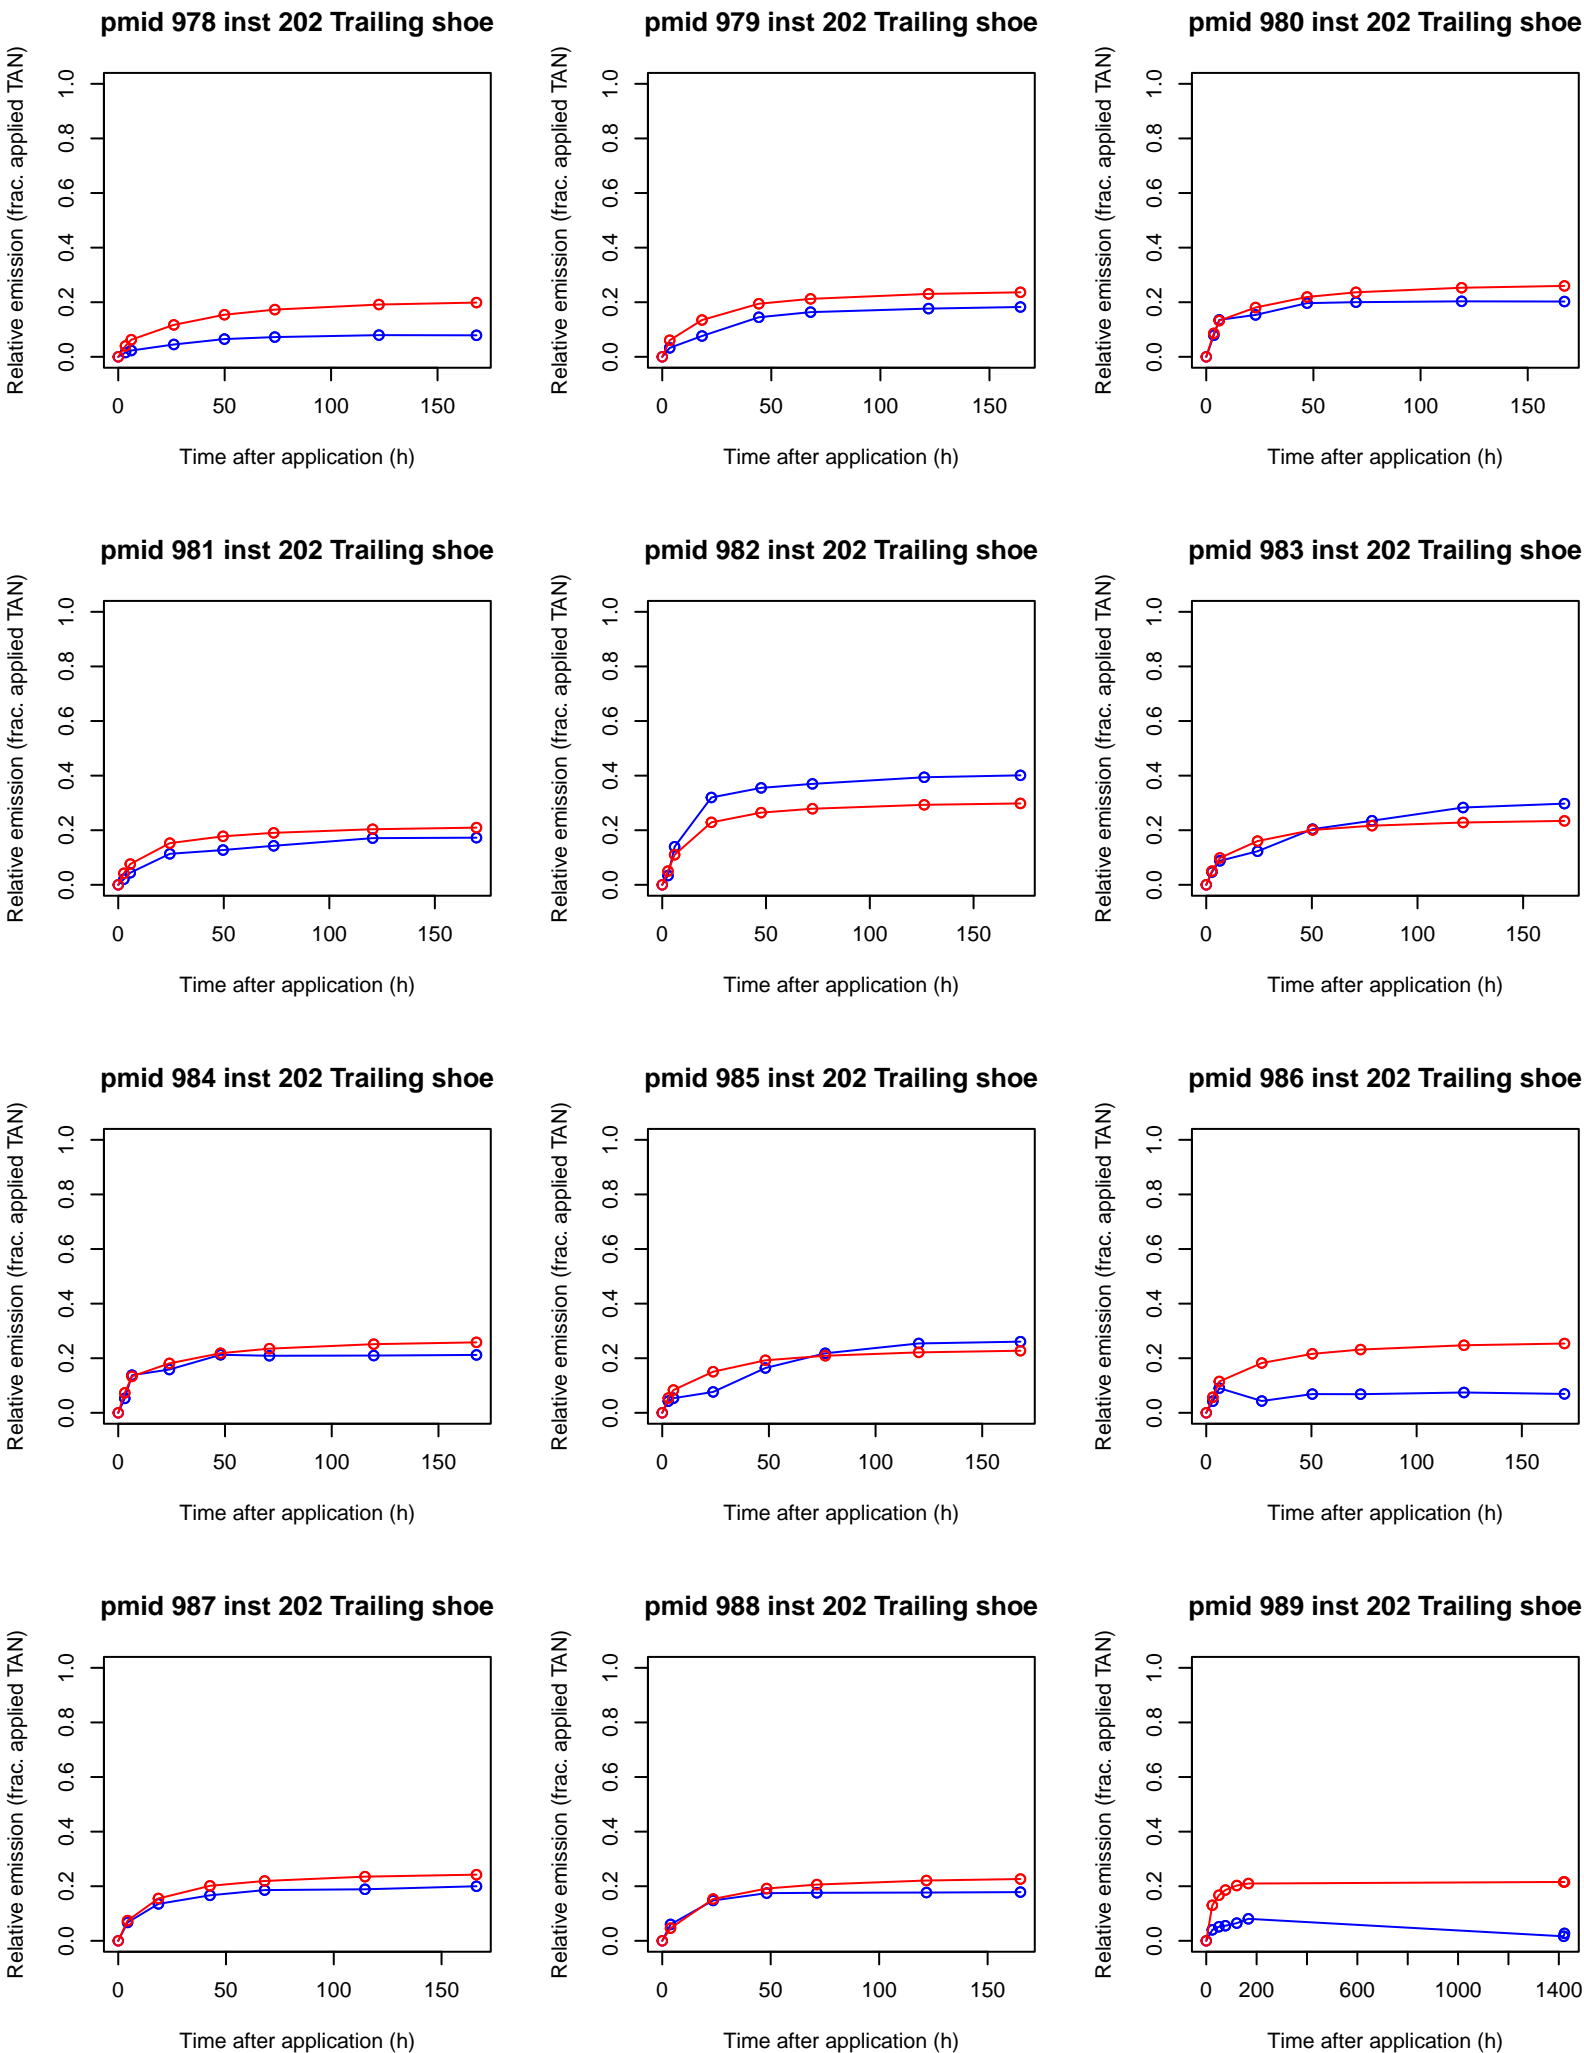 pmid 978 inst 202 Trailing shoe
Relative emission (frac. applied TAN)
1.0
0.8
0.6
0.4
0.2
0.0
0 50 100 150
Time after application (h)
pmid 979 inst 202 Trailing shoe
Relative emission (frac. applied TAN)
1.0
0.8
0.6
0.4
0.2
0.0
0 50 100 150
Time after application (h)
pmid 980 inst 202 Trailing shoe
Relative emission (frac. applied TAN)
1.0
0.8
0.6
0.4
0.2
0.0
0 50 100 150
Time after application (h)
pmid 981 inst 202 Trailing shoe
Relative emission (frac. applied TAN)
1.0
0.8
0.6
0.4
0.2
0.0
0 50 100 150
Time after application (h)
pmid 982 inst 202 Trailing shoe
Relative emission (frac. applied TAN)
1.0
0.8
0.6
0.4
0.2
0.0
0 50 100 150
Time after application (h)
pmid 983 inst 202 Trailing shoe
Relative emission (frac. applied TAN)
1.0
0.8
0.6
0.4
0.2
0.0
0 50 100 150
Time after application (h)
pmid 984 inst 202 Trailing shoe
Relative emission (frac. applied TAN)
1.0
0.8
0.6
0.4
0.2
0.0
0 50 100 150
Time after application (h)
pmid 985 inst 202 Trailing shoe
Relative emission (frac. applied TAN)
1.0
0.8
0.6
0.4
0.2
0.0
0 50 100 150
Time after application (h)
pmid 986 inst 202 Trailing shoe
Relative emission (frac. applied TAN)
1.0
0.8
0.6
0.4
0.2
0.0
0 50 100 150
Time after application (h)
pmid 987 inst 202 Trailing shoe
Relative emission (frac. applied TAN)
1.0
0.8
0.6
0.4
0.2
0.0
0 50 100 150
Time after application (h)
pmid 988 inst 202 Trailing shoe
Relative emission (frac. applied TAN)
1.0
0.8
0.6
0.4
0.2
0.0
0 50 100 150
Time after application (h)
pmid 989 inst 202 Trailing shoe
Relative emission (frac. applied TAN)
1.0
0.8
0.6
0.4
0.2
0.0
0 200 600 1000 1400
Time after application (h)